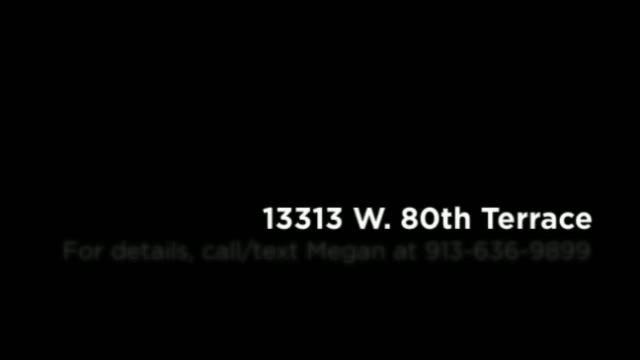 13313 W. 80th Terrace
For details, call/text Megan at 913-636-9899